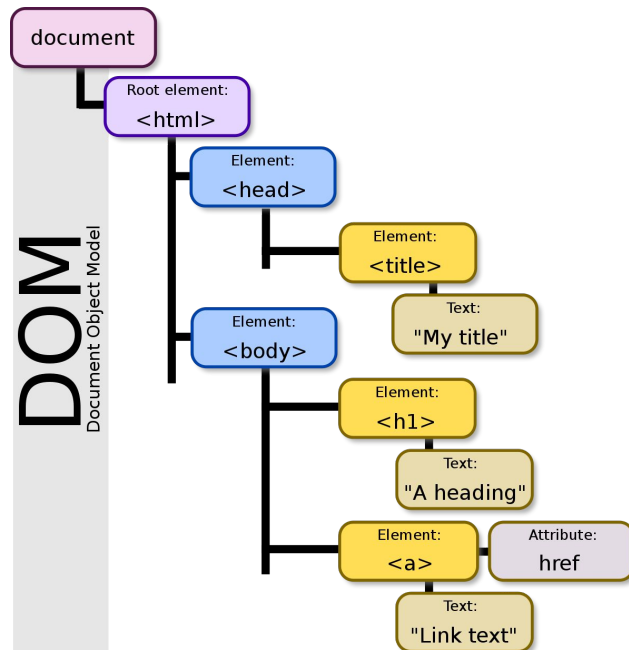 document
Root element:
<html>
Element:
<head>
Element:
<title>
Text:
"My title"
Element:
<body>
Element:
<h1>
Text:
"A heading"
Element:
<a>
Attribute:
href
Text:
"Link text"
DOM
Document Object Model